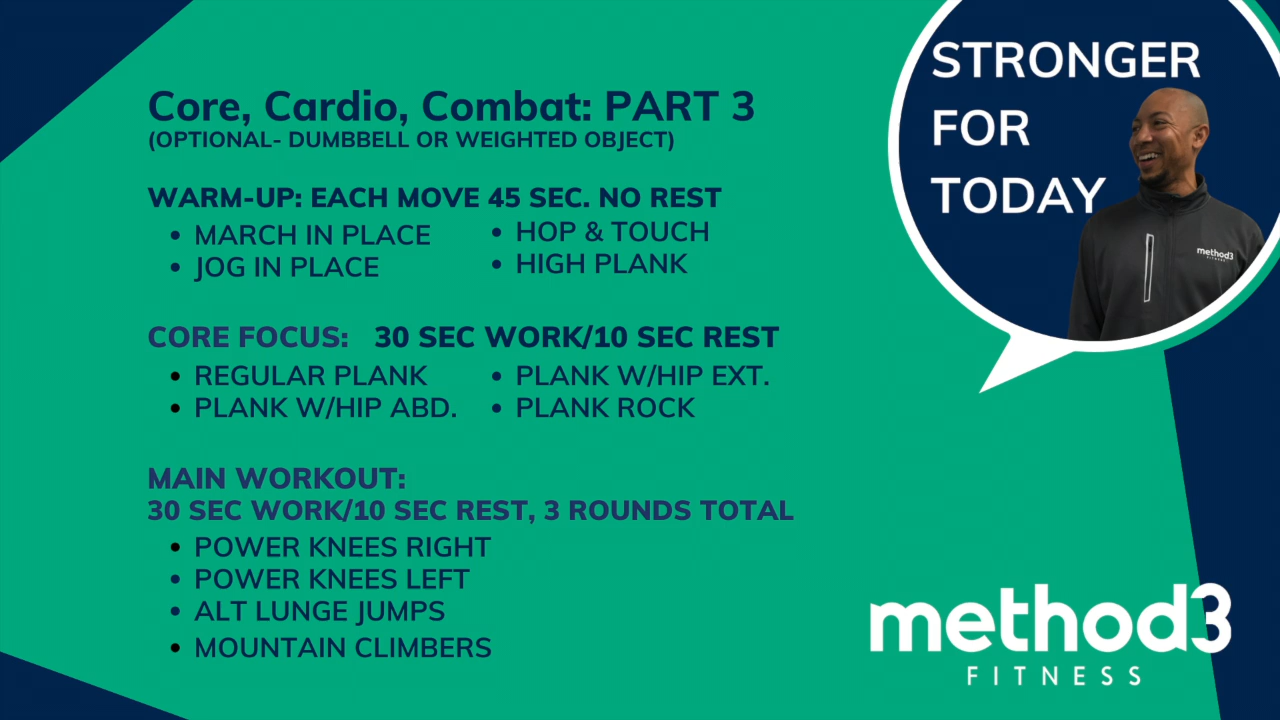 Core, Cardio, Combat: PART 3
(OPTIONAL- DUMBBELL OR WEIGHTED OBJECT)
WARM-UP: EACH MOVE 45 SEC. NO REST
• MARCH IN PLACE
• JOG IN PLACE
• HOP & TOUCH
• HIGH PLANK
CORE FOCUS: 30 SEC WORK/10 SEC REST
• REGULAR PLANK
• PLANK W/HIP ABD.
• PLANK W/HIP EXT.
• PLANK ROCK
MAIN WORKOUT:
30 SEC WORK/10 SEC REST, 3 ROUNDS TOTAL
• POWER KNEES RIGHT
• POWER KNEES LEFT
• ALT LUNGE JUMPS
• MOUNTAIN CLIMBERS
STRONGER
FOR
TODAY
method3
FITNESS
method3
FITNESS